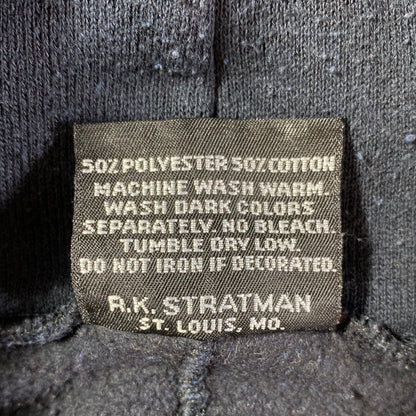 50% POLYESTER 50% COTTON
MACHINE WASH WARM.
WASH DARK COLORS
SEPARATELY. NO BLEACH.
TUMBLE DRY LOW.
DO NOT IRON IF DECORATED.
R.K. STRATMAN
ST. LOUIS, MO.